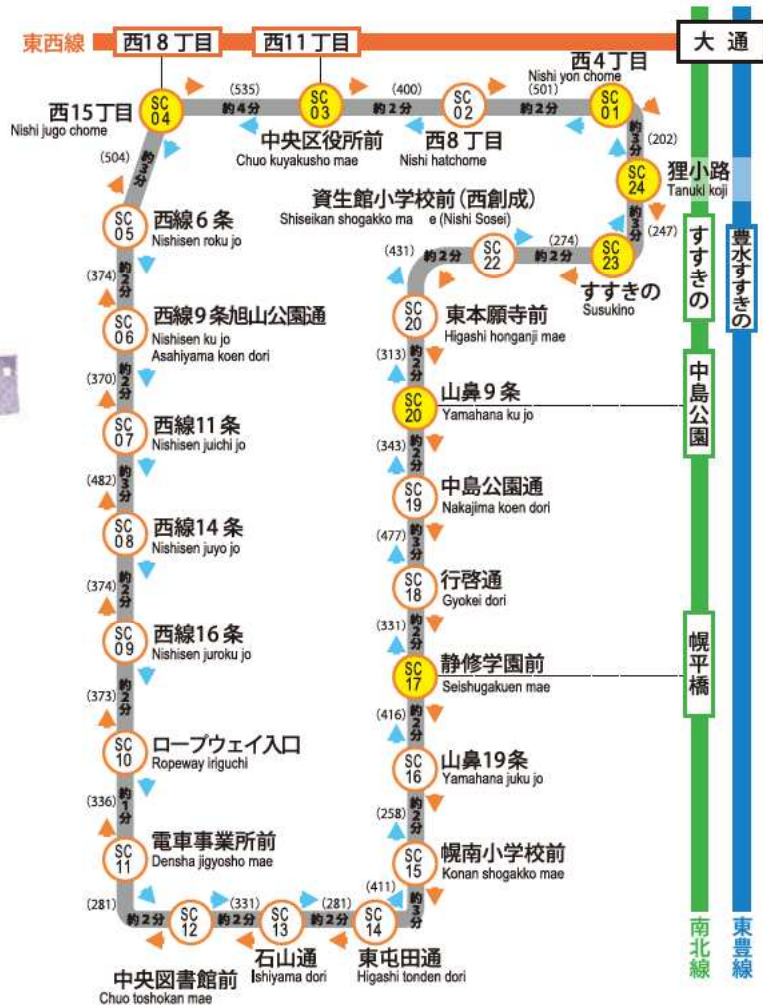 東西線
西18丁目
西11丁目
大通
西4丁目
Nishi yon chome
SC
04
(535)
約4分
SC
03
(400)
約2分
SC
02
(501)
約2分
SC
01
西15丁目
Nishi jugo chome
中央区役所前
Chuo kuyakusho mae
西8丁目
Nishi hatchome
約3分
(202)
(504)
約3分
SC
24
狸小路
Tanuki koji
資生館小学校前(西創成)
Shiseikan shogakko ma e (Nishi Sosei)
約3分
(247)
SC
05
西線6条
Nishisen roku jo
(431)
約2分
SC
22
(274)
約2分
SC
23
すすきの
Susukino
すすきの
豊水すすきの
(374)
約2分
SC
20
東本願寺前
Higashi honganji mae
SC
06
西線9条旭山公園通
Nishisen ku jo
Asahiyama koen dori
(313)
約2分
(370)
約2分
SC
20
山鼻9条
Yamahana ku jo
中島公園
SC
07
西線11条
Nishisen juichi jo
(343)
約2分
(482)
約3分
SC
19
中島公園通
Nakajima koen dori
SC
08
西線14条
Nishisen juyo jo
(477)
約3分
(374)
約2分
SC
18
行啓通
Gyokei dori
SC
09
西線16条
Nishisen juroku jo
(331)
約2分
(373)
約2分
SC
17
静修学園前
Seishugakuen mae
幌平橋
(416)
約2分
SC
10
ロープウェイ入口
Ropeway iriguchi
SC
16
山鼻19条
Yamahana juku jo
(336)
約1分
(258)
約2分
SC
11
電車事業所前
Densha jigyosho mae
SC
15
幌南小学校前
Konan shogakko mae
(281)
約2分
SC
12
(331)
約2分
SC
13
(281)
約2分
SC
14
(411)
約3分
中央図書館前
Chuo toshokan mae
石山通
Ishiyama dori
東屯田通
Higashi tonden dori
南北線
東豊線